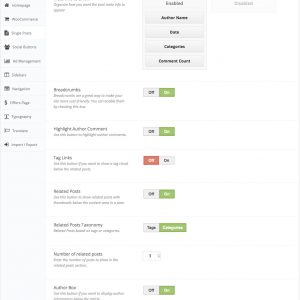 Homepage
WooCommerce
Single Posts
Social Buttons
Ad Management
Sidebars
Navigation
Offers Page
Typography
Translate
Import / Export
Organize how you want the post meta info to
appear
Enabled
Disabled
Author Name
Date
Categories
Comment Count
Breadcrumbs
Breadcrumbs are a great way to make your
site more user-friendly. You can enable them
by checking this box.
Off On
Highlight Author Comment
Use this button to highlight author comments.
Off On
Tag Links
Use this button if you want to show a tag cloud
below the related posts.
Off On
Related Posts
Use this button to show related posts with
thumbnails below the content area in a post.
Off On
Related Posts Taxonomy
Related Posts based on tags or categories.
Tags Categories
Number of related posts
Enter the number of posts to show in the
related posts section.
Author Box
Use this button if you want to display author
information below the article.
Off On